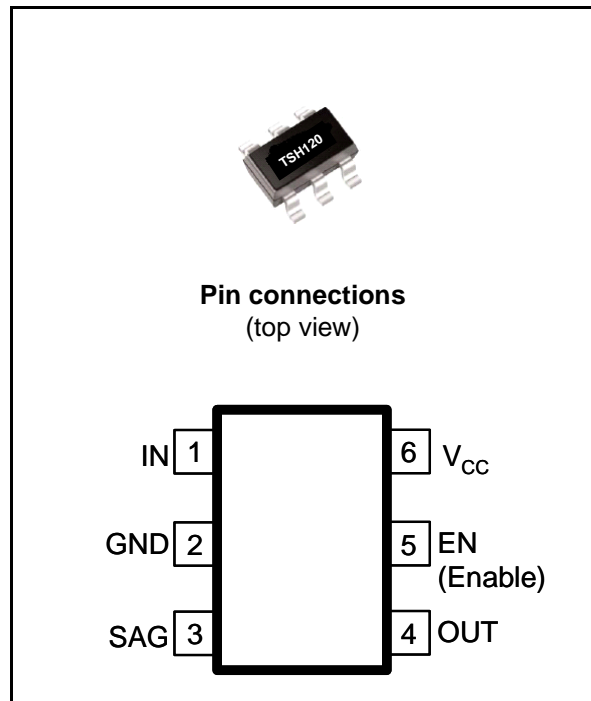 TSH120
Pin connections
(top view)
IN 1
6 VCC
GND 2
5 EN
(Enable)
SAG 3
4 OUT